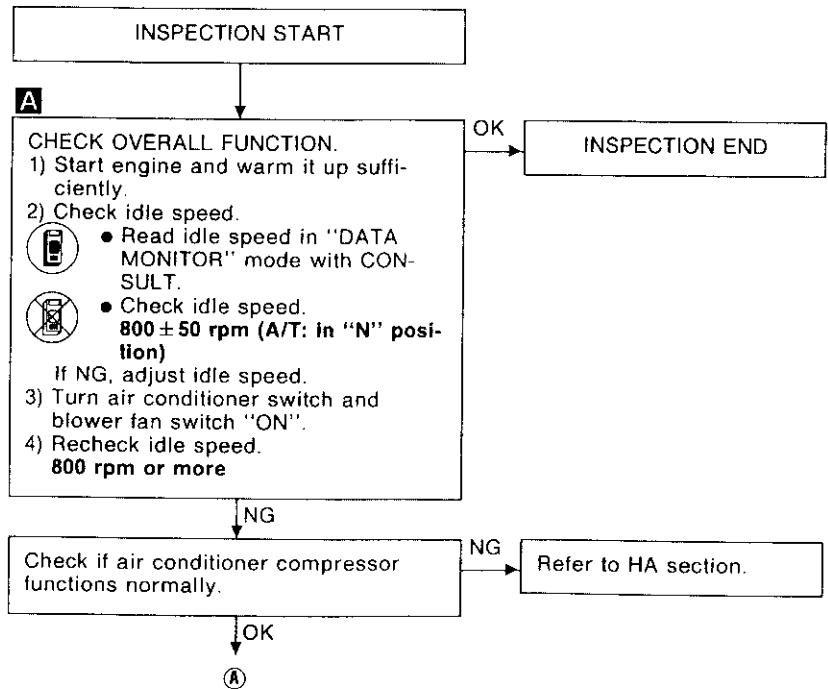 INSPECTION START
A
CHECK OVERALL FUNCTION.
1) Start engine and warm it up suffi-
ciently.
2) Check idle speed.
● Read idle speed in "DATA
MONITOR" mode with CON-
SULT.
● Check idle speed.
800 ± 50 rpm (A/T: in "N" posi-
tion)
If NG, adjust idle speed.
3) Turn air conditioner switch and
blower fan switch "ON".
4) Recheck idle speed.
800 rpm or more
OK
INSPECTION END
NG
Check if air conditioner compressor
functions normally.
NG
Refer to HA section.
OK
Ⓐ